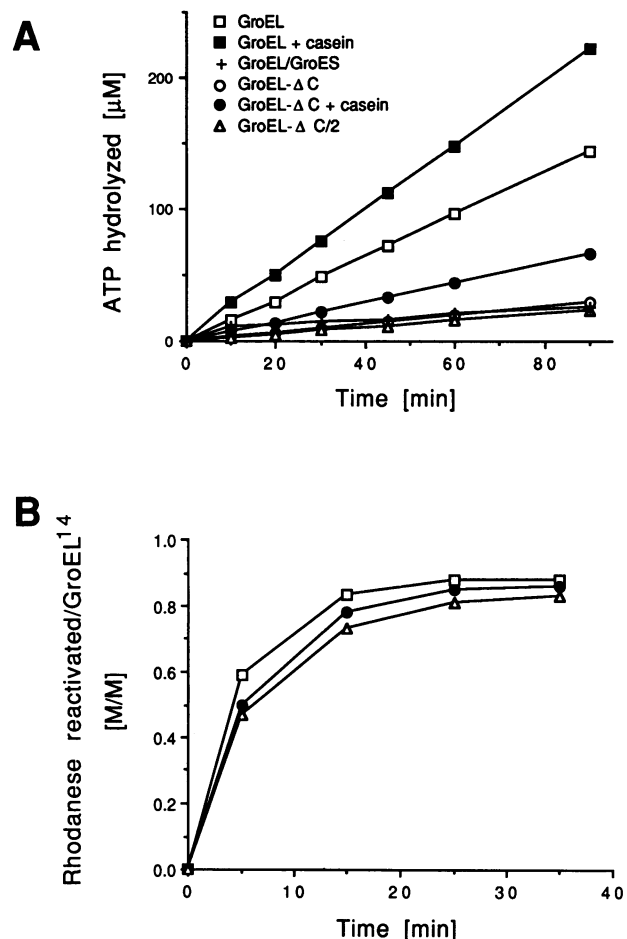 A
GroEL
GroEL + casein
GroEL/GroES
GroEL-Δ C
GroEL-Δ C + casein
GroEL-Δ C/2
ATP hydrolyzed [μM]
200
100
0
0 20 40 60 80
Time [min]
B
Rhodanese reactivated/GroEL¹⁴
[M/M]
1.0
0.8
0.6
0.4
0.2
0.0
0 10 20 30 40
Time [min]